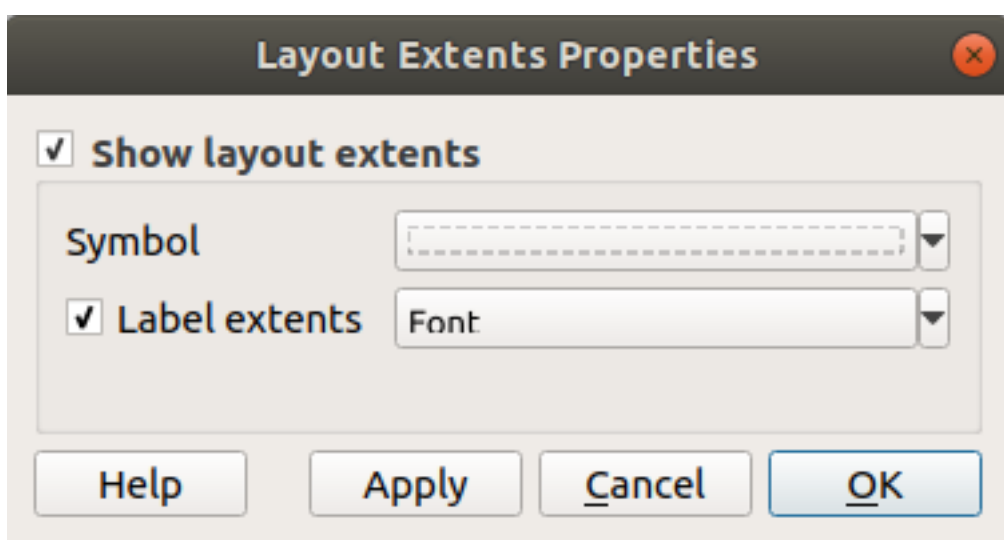 Layout Extents Properties
Show layout extents
Symbol
Label extents Font
Help Apply Cancel OK